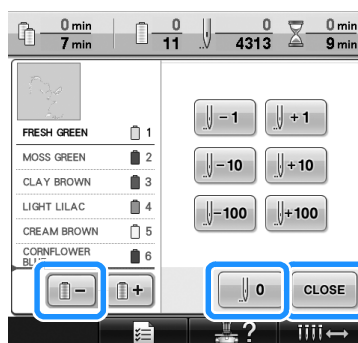 0 min
7 min
0
11
0
4313
0 min
9 min
FRESH GREEN 1
MOSS GREEN 2
CLAY BROWN 3
LIGHT LILAC 4
CREAM BROWN 5
CORNFLOWER
BLUE 6
-1 +1
-10 +10
-100 +100
- +
0
CLOSE
?